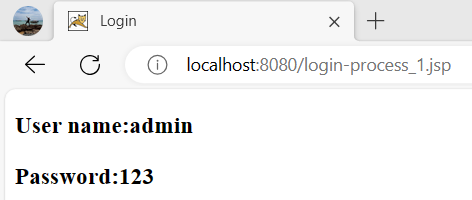 Login
localhost:8080/login-process_1.jsp
User name:admin
Password:123